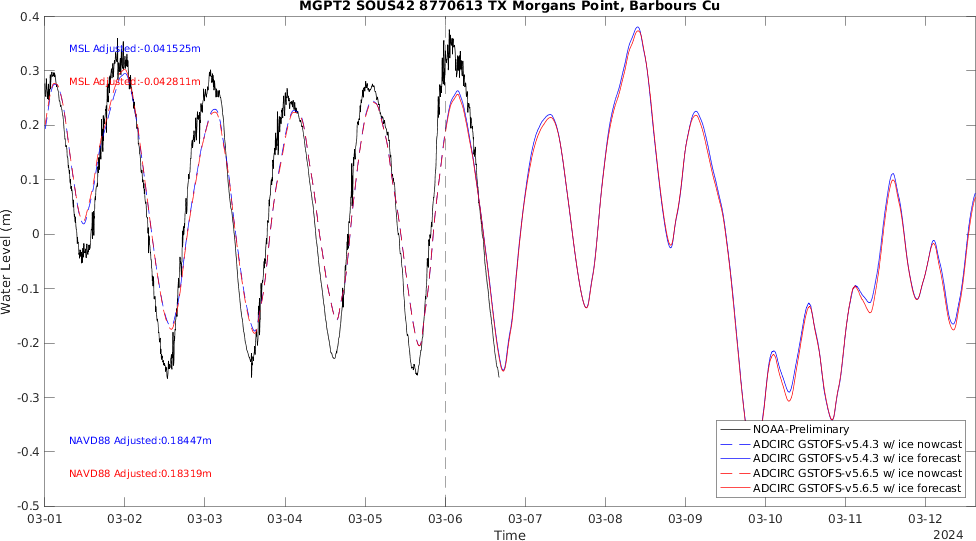 MGPT2 SOUS42 8770613 TX Morgans Point, Barbours Cu
0.4
0.3
0.2
0.1
0
-0.1
-0.2
-0.3
-0.4
-0.5
Water Level (m)
MSL Adjusted:-0.041525m
MSL Adjusted:-0.042811m
NAVD88 Adjusted:0.18447m
NAVD88 Adjusted:0.18319m
NOAA-Preliminary
ADCIRC GSTOFS-v5.4.3 w/ ice nowcast
ADCIRC GSTOFS-v5.4.3 w/ ice forecast
ADCIRC GSTOFS-v5.6.5 w/ ice nowcast
ADCIRC GSTOFS-v5.6.5 w/ ice forecast
03-01 03-02 03-03 03-04 03-05 03-06 03-07 03-08 03-09 03-10 03-11 03-12
Time
2024